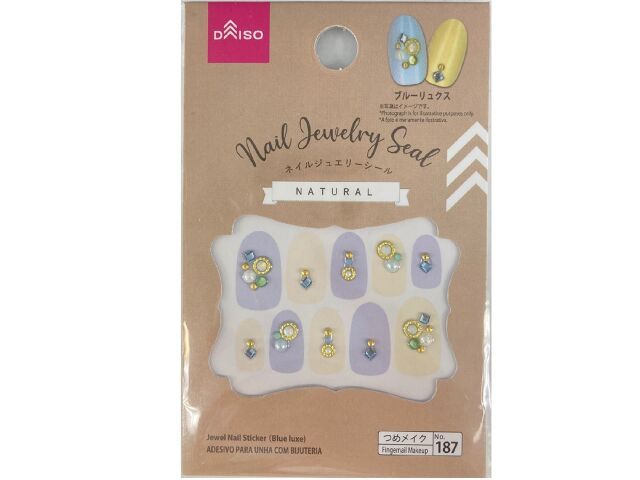 DAISO
ブルーリュクス
※写真はイメージです。
*Photograph is for illustrative purposes only.
*A foto é meramente ilustrativa.
Nail Jewelry Seal
ネイルジュエリーシール
NATURAL
Jewel Nail Sticker (Blue luxe)
ADESIVO PARA UNHA COM BIJUTERIA
つめメイク
Fingernail Makeup
No.
187